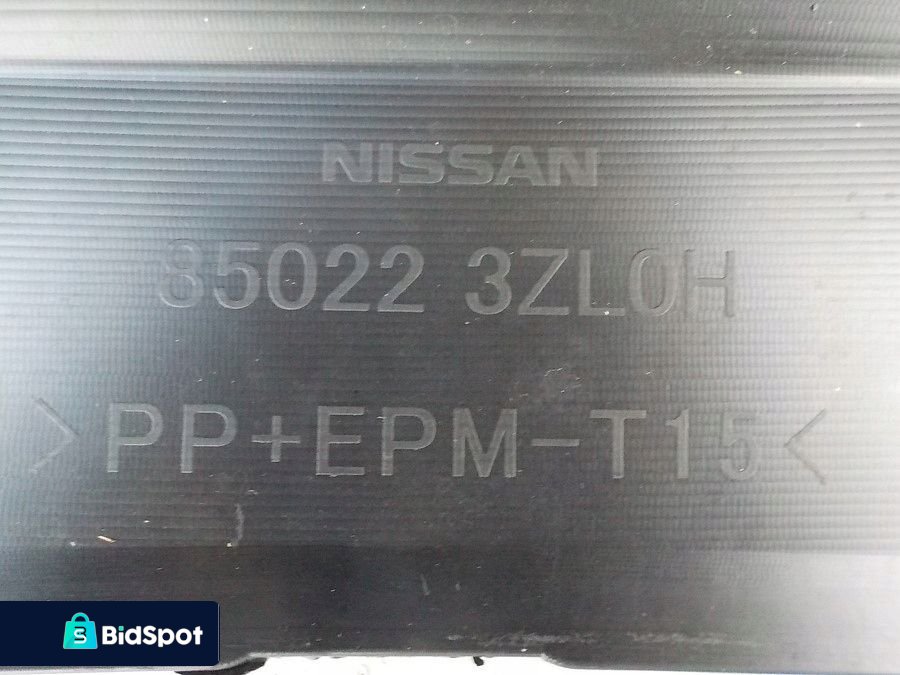 NISSAN
85022 3ZL0H
>PP+EPM-T15<
BidSpot